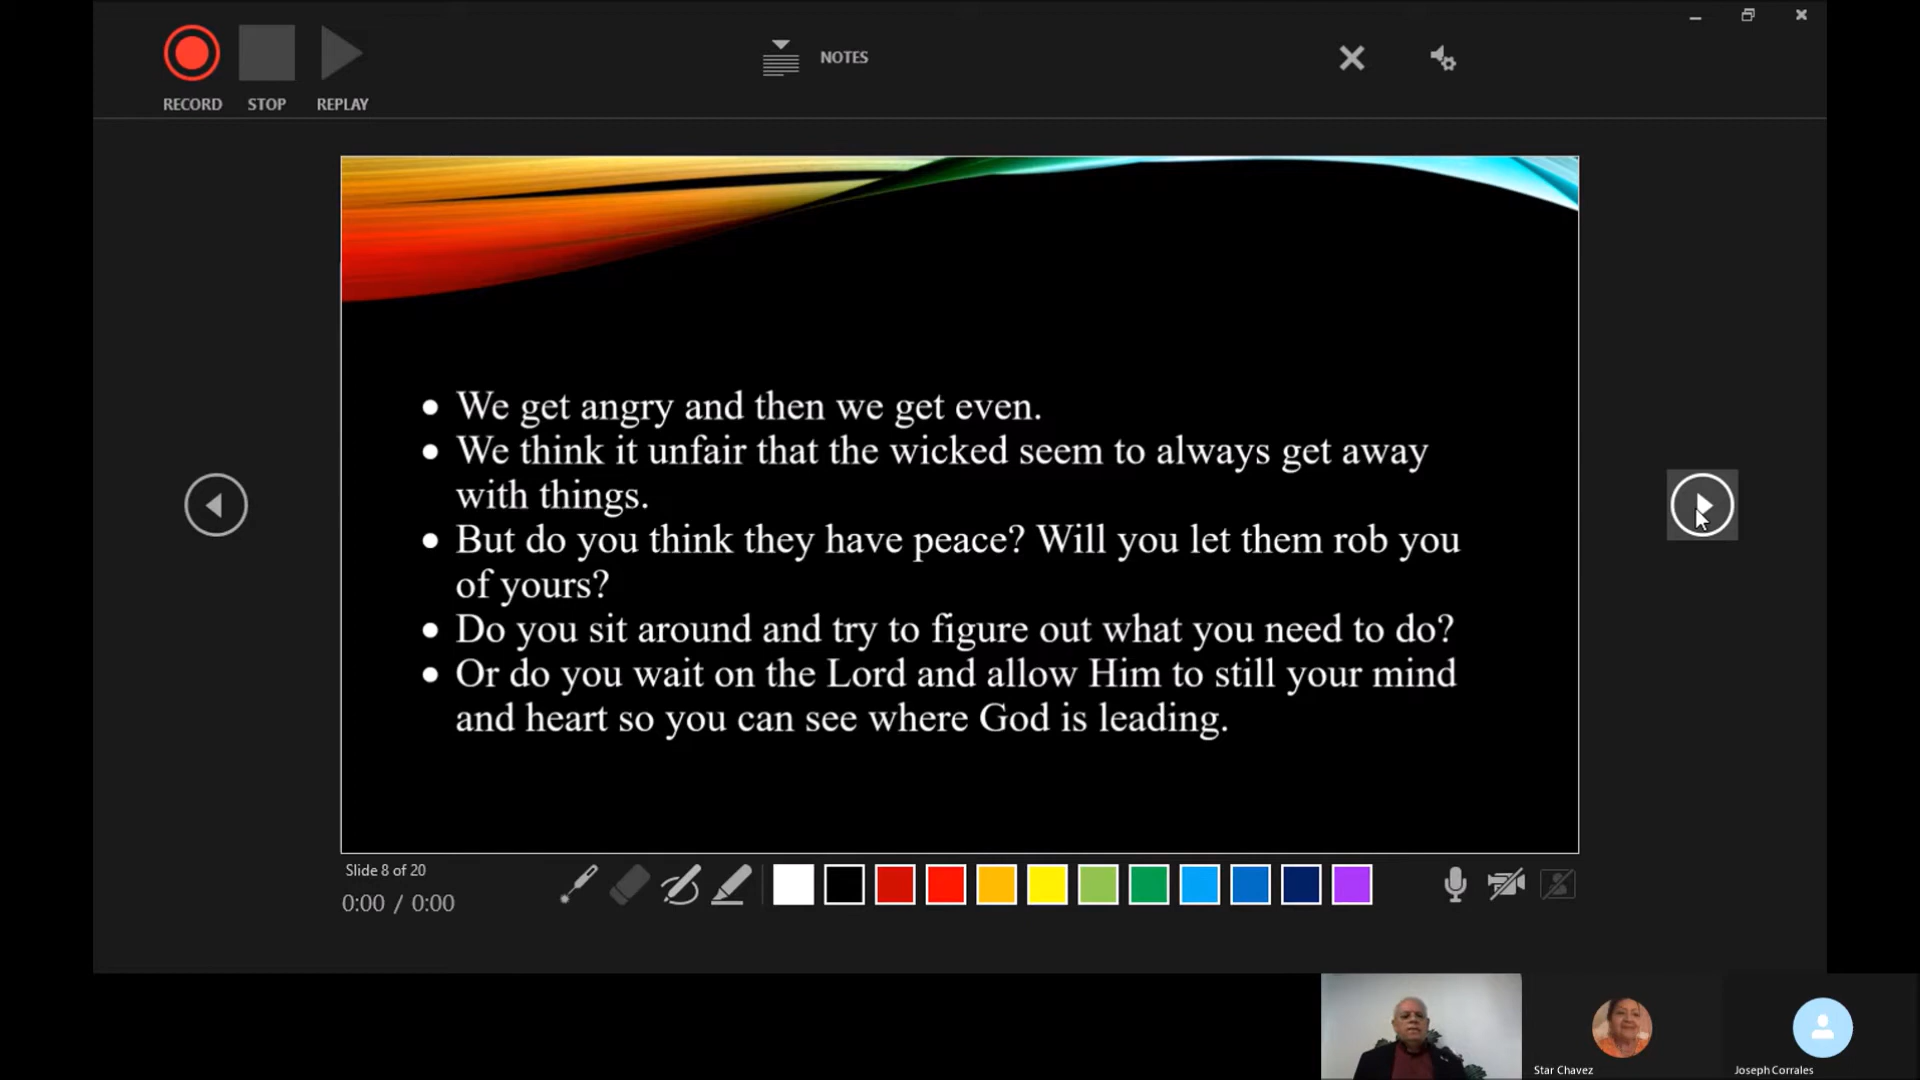 RECORD STOP REPLAY
NOTES
• We get angry and then we get even.
• We think it unfair that the wicked seem to always get away
with things.
• But do you think they have peace? Will you let them rob you
of yours?
• Do you sit around and try to figure out what you need to do?
• Or do you wait on the Lord and allow Him to still your mind
and heart so you can see where God is leading.
Slide 8 of 20
0:00 / 0:00
Star Chavez
Joseph Corrales